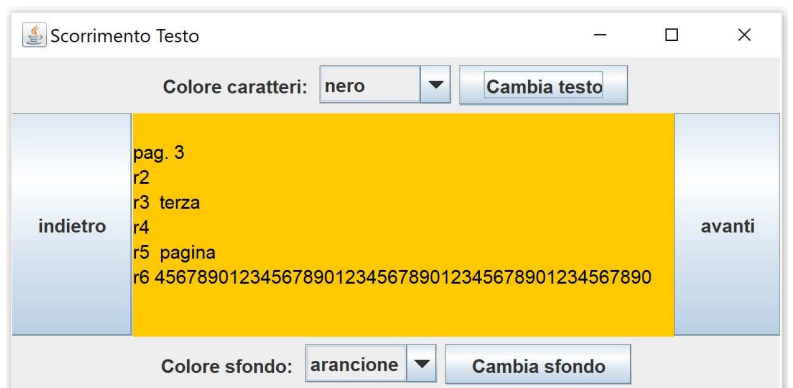 Scorrimento Testo
Colore caratteri: nero Cambia testo
pag. 3
r2
r3 terza
indietro r4 avanti
r5 pagina
r6 45678901234567890123456789012345678901234567890
Colore sfondo: arancione Cambia sfondo